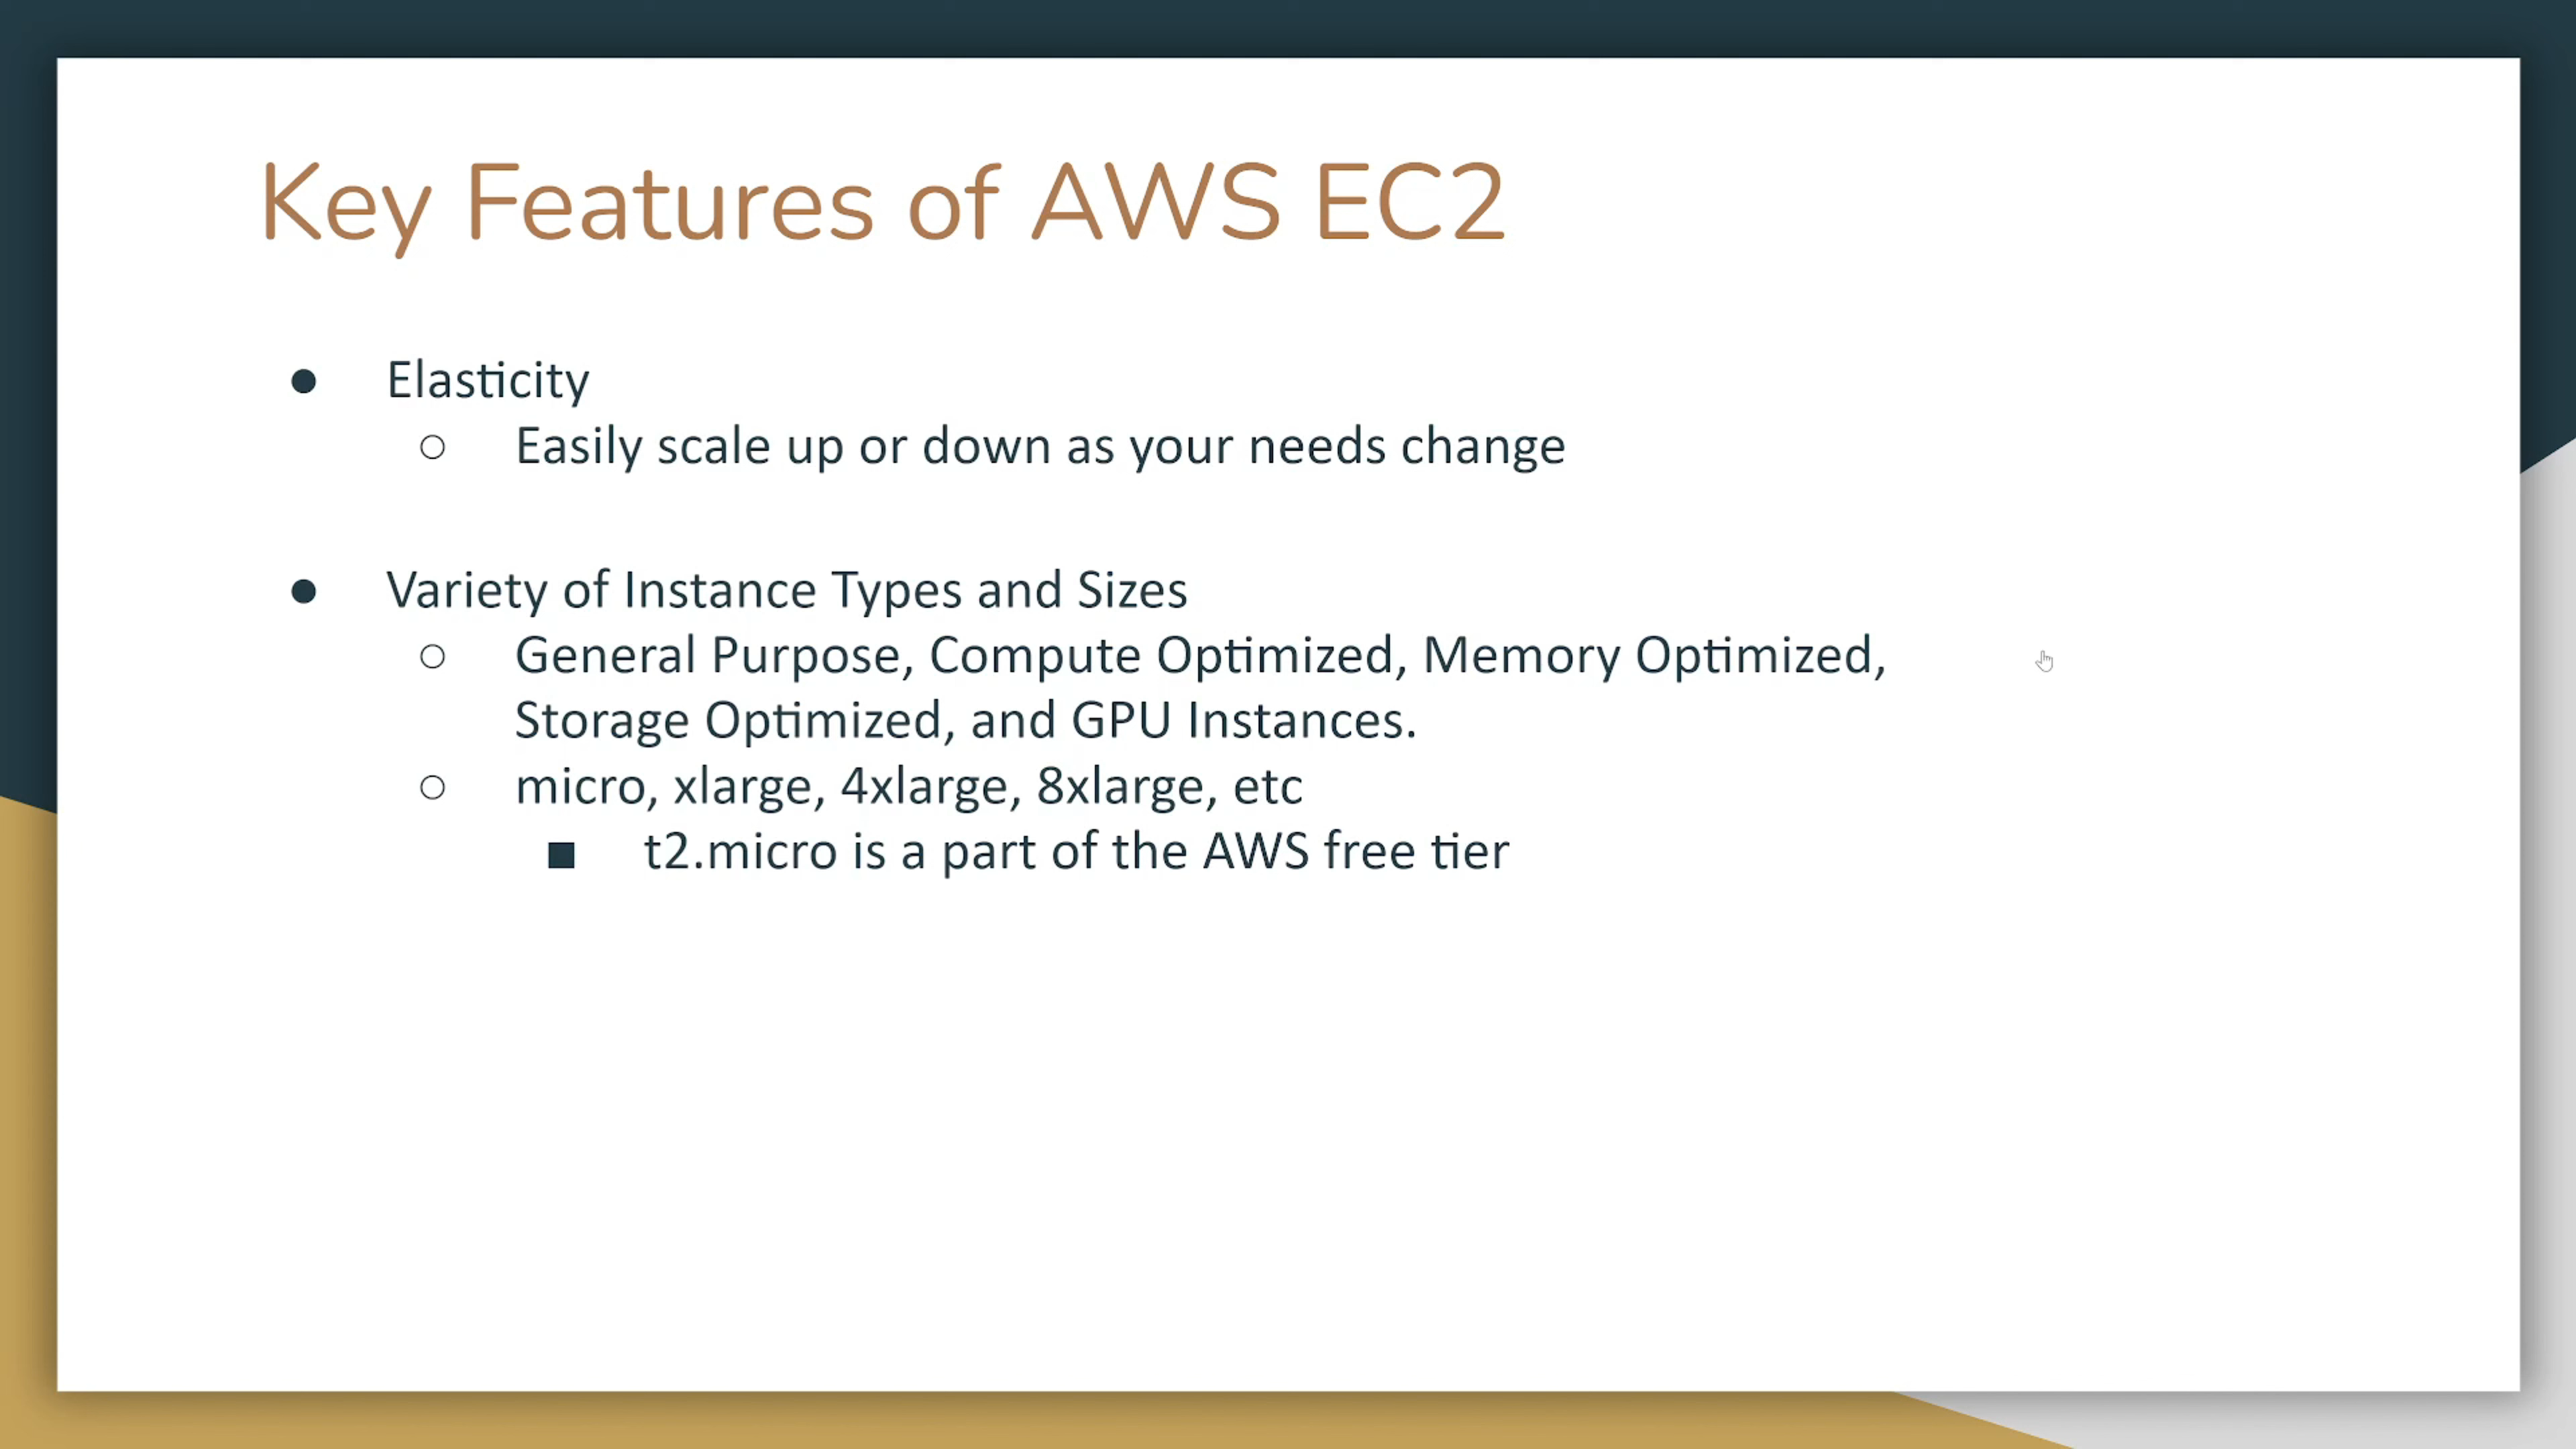 Key Features of AWS EC2
● Elasticity
○ Easily scale up or down as your needs change
● Variety of Instance Types and Sizes
○ General Purpose, Compute Optimized, Memory Optimized,
Storage Optimized, and GPU Instances.
○ micro, xlarge, 4xlarge, 8xlarge, etc
■ t2.micro is a part of the AWS free tier